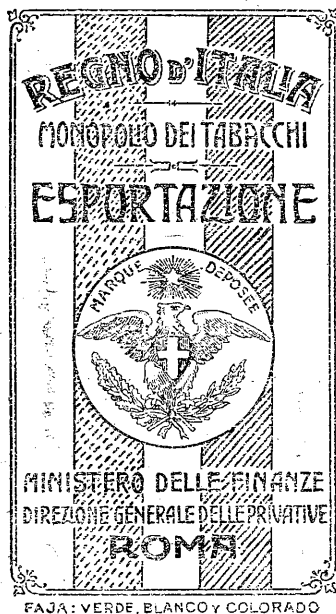 REGNO D'ITALIA
MONOPOLIO DEI TABACCHI
ESPORTAZIONE
MARQUE DEPOSÉE
MINISTERO DELLE FINANZE
DIREZIONE GENERALE DELLE PRIVATIVE
ROMA
FAJA: VERDE, BLANCO Y COLORADO